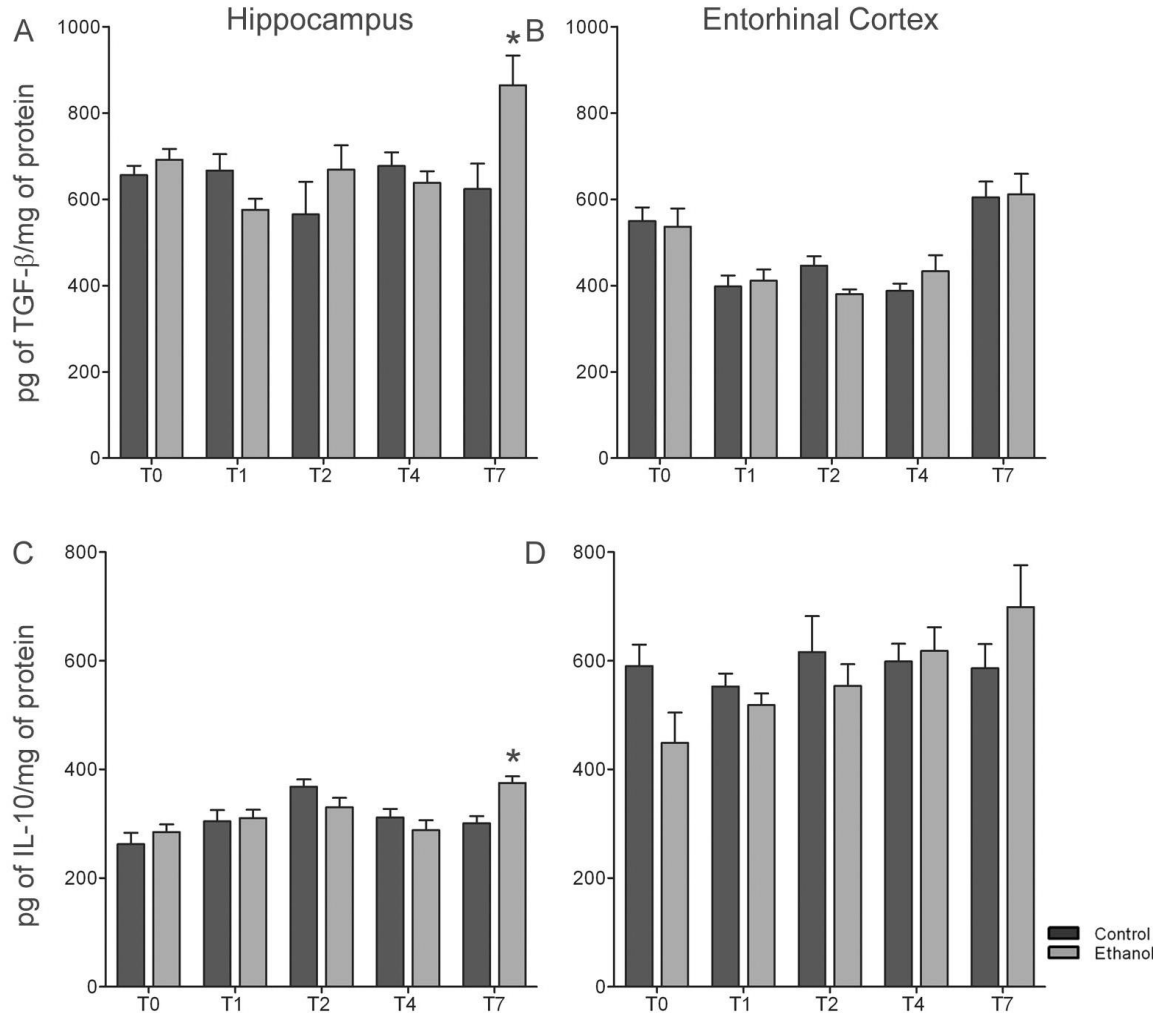 A
Hippocampus
pg of TGF-β/mg of protein
1000
800
600
400
200
0
*
T0 T1 T2 T4 T7
B
Entorhinal Cortex
1000
800
600
400
200
0
T0 T1 T2 T4 T7
C
pg of IL-10/mg of protein
800
600
400
200
0
*
T0 T1 T2 T4 T7
D
800
600
400
200
0
T0 T1 T2 T4 T7
Control
Ethanol